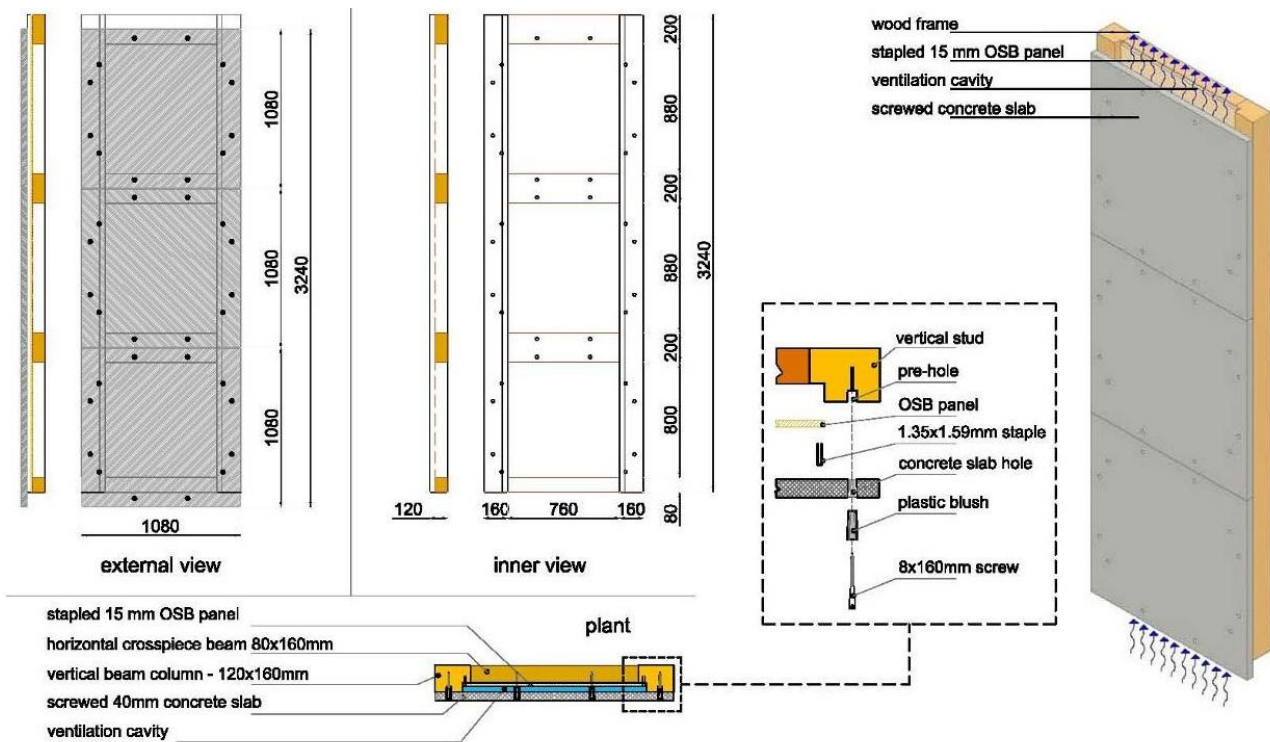 1080
1080
1080
3240
1080
external view
200
880
200
880
200
800
80
3240
120
160
760
160
inner view
wood frame
stapled 15 mm OSB panel
ventilation cavity
screwed concrete slab
vertical stud
pre-hole
OSB panel
1.35x1.59mm staple
concrete slab hole
plastic blush
8x160mm screw
stapled 15 mm OSB panel
horizontal crosspiece beam 80x160mm
vertical beam column - 120x160mm
screwed 40mm concrete slab
ventilation cavity
plant